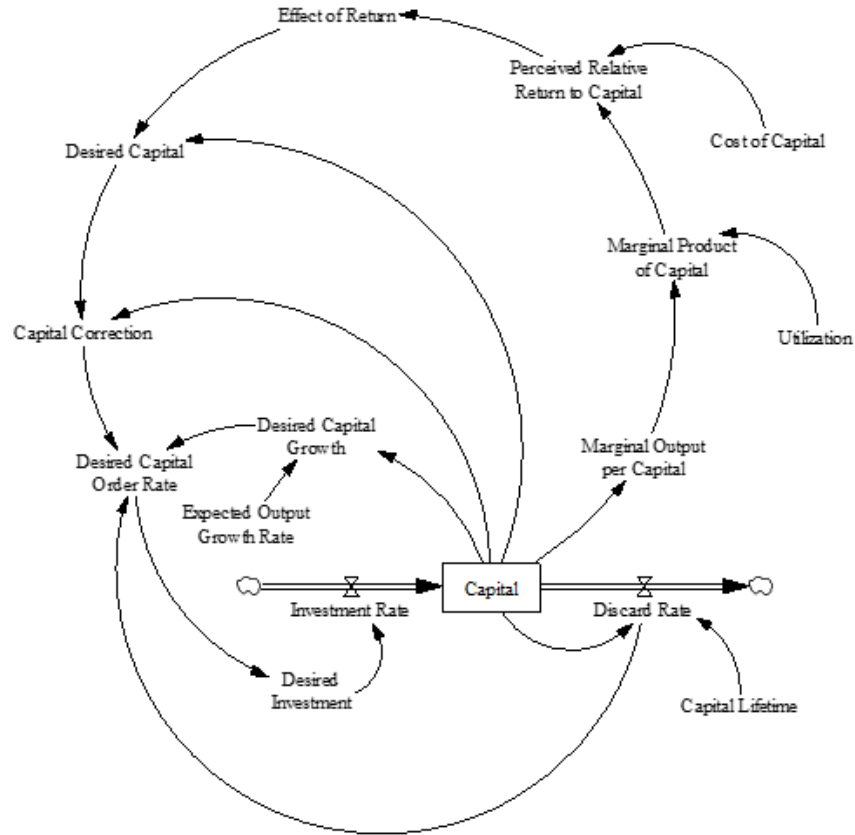 Effect of Return
Perceived Relative
Return to Capital
Cost of Capital
Desired Capital
Marginal Product
of Capital
Capital Correction
Utilization
Desired Capital
Growth
Marginal Output
per Capital
Desired Capital
Order Rate
Expected Output
Growth Rate
Capital
Investment Rate
Discard Rate
Desired
Investment
Capital Lifetime